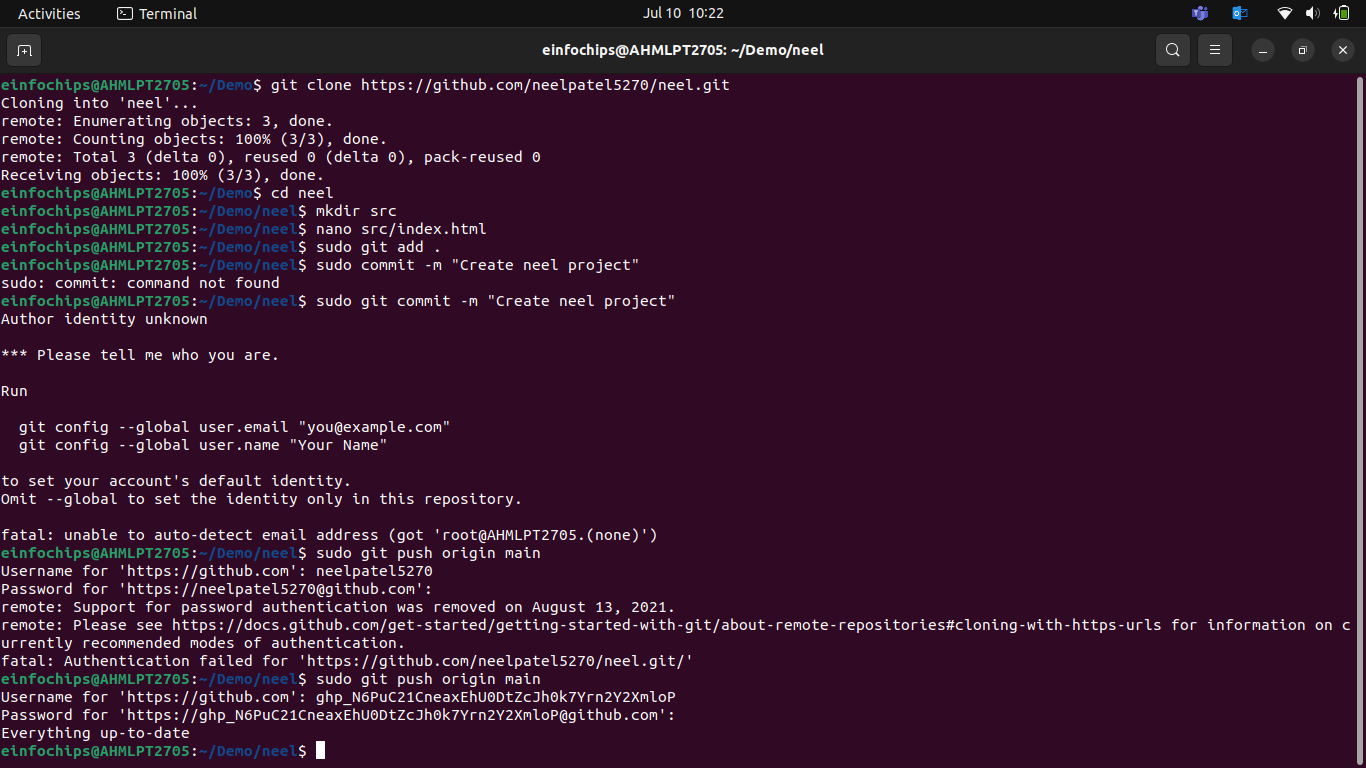 Activities Terminal Jul 10 10:22
einfochips@AHMLPT2705: ~/Demo/neel
einfochips@AHMLPT2705:~/Demo$ git clone https://github.com/neelpatel5270/neel.git
Cloning into 'neel'...
remote: Enumerating objects: 3, done.
remote: Counting objects: 100% (3/3), done.
remote: Total 3 (delta 0), reused 0 (delta 0), pack-reused 0
Receiving objects: 100% (3/3), done.
einfochips@AHMLPT2705:~/Demo$ cd neel
einfochips@AHMLPT2705:~/Demo/neel$ mkdir src
einfochips@AHMLPT2705:~/Demo/neel$ nano src/index.html
einfochips@AHMLPT2705:~/Demo/neel$ sudo git add .
einfochips@AHMLPT2705:~/Demo/neel$ sudo commit -m "Create neel project"
sudo: commit: command not found
einfochips@AHMLPT2705:~/Demo/neel$ sudo git commit -m "Create neel project"
Author identity unknown
*** Please tell me who you are.
Run
git config --global user.email "you@example.com"
git config --global user.name "Your Name"
to set your account's default identity.
Omit --global to set the identity only in this repository.
fatal: unable to auto-detect email address (got 'root@AHMLPT2705.(none)')
einfochips@AHMLPT2705:~/Demo/neel$ sudo git push origin main
Username for 'https://github.com': neelpatel5270
Password for 'https://neelpatel5270@github.com':
remote: Support for password authentication was removed on August 13, 2021.
remote: Please see https://docs.github.com/get-started/getting-started-with-git/about-remote-repositories#cloning-with-https-urls for information on c
urrently recommended modes of authentication.
fatal: Authentication failed for 'https://github.com/neelpatel5270/neel.git/'
einfochips@AHMLPT2705:~/Demo/neel$ sudo git push origin main
Username for 'https://github.com': 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
Password for 'https://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@github.com':
Everything up-to-date
einfochips@AHMLPT2705:~/Demo/neel$